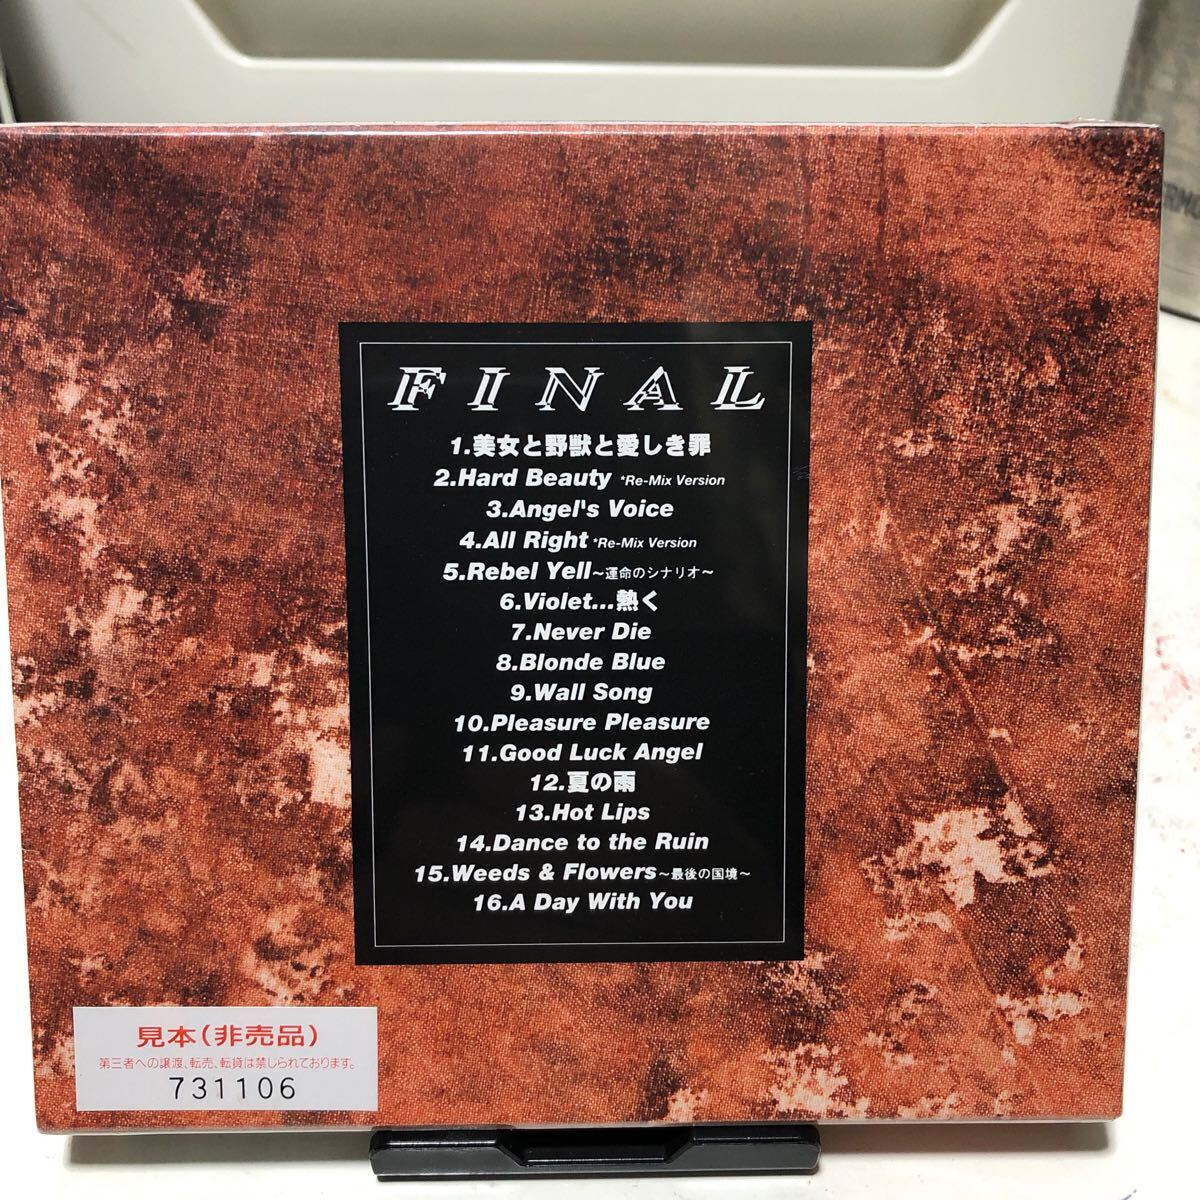 FINAL
1.美女と野獣と愛しき罪
2.Hard Beauty *Re-Mix Version
3.Angel's Voice
4.All Right *Re-Mix Version
5.Rebel Yell～運命のシナリオ～
6.Violet...熱く
7.Never Die
8.Blonde Blue
9.Wall Song
10.Pleasure Pleasure
11.Good Luck Angel
12.夏の雨
13.Hot Lips
14.Dance to the Ruin
15.Weeds & Flowers～最後の国境～
16.A Day With You
見本(非売品)
第三者への譲渡、転売、転貸は禁じられております。
731106